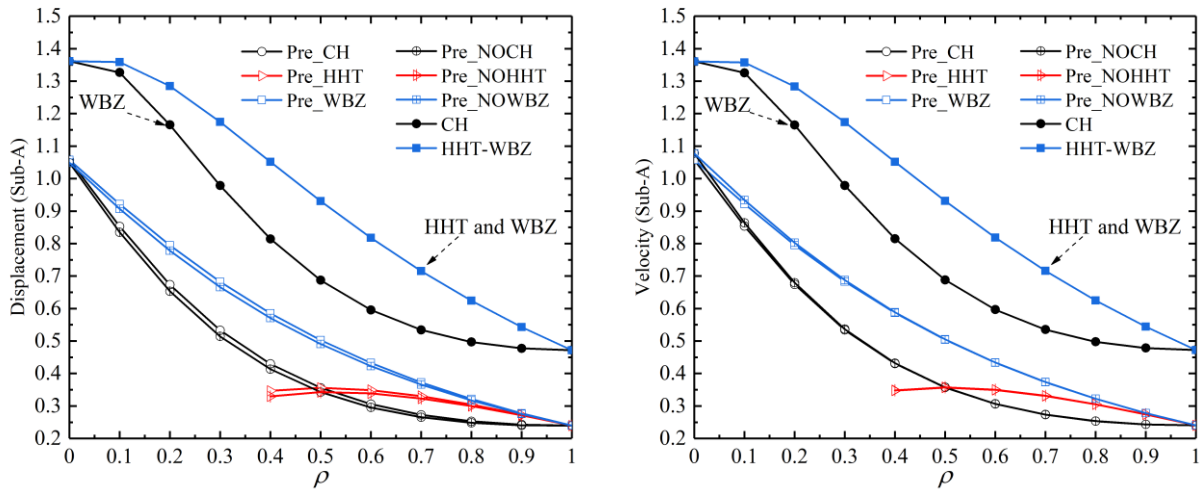 Displacement (Sub-A)
1.5
1.4
1.3
1.2
1.1
1.0
0.9
0.8
0.7
0.6
0.5
0.4
0.3
0.2
Pre_CH
Pre_HHT
Pre_WBZ
Pre_NOCH
Pre_NOHHT
Pre_NOWBZ
CH
HHT-WBZ
WBZ
HHT and WBZ
0 0.1 0.2 0.3 0.4 0.5 0.6 0.7 0.8 0.9 1
ρ
Velocity (Sub-A)
1.5
1.4
1.3
1.2
1.1
1.0
0.9
0.8
0.7
0.6
0.5
0.4
0.3
0.2
Pre_CH
Pre_HHT
Pre_WBZ
Pre_NOCH
Pre_NOHHT
Pre_NOWBZ
CH
HHT-WBZ
WBZ
HHT and WBZ
0 0.1 0.2 0.3 0.4 0.5 0.6 0.7 0.8 0.9 1
ρ